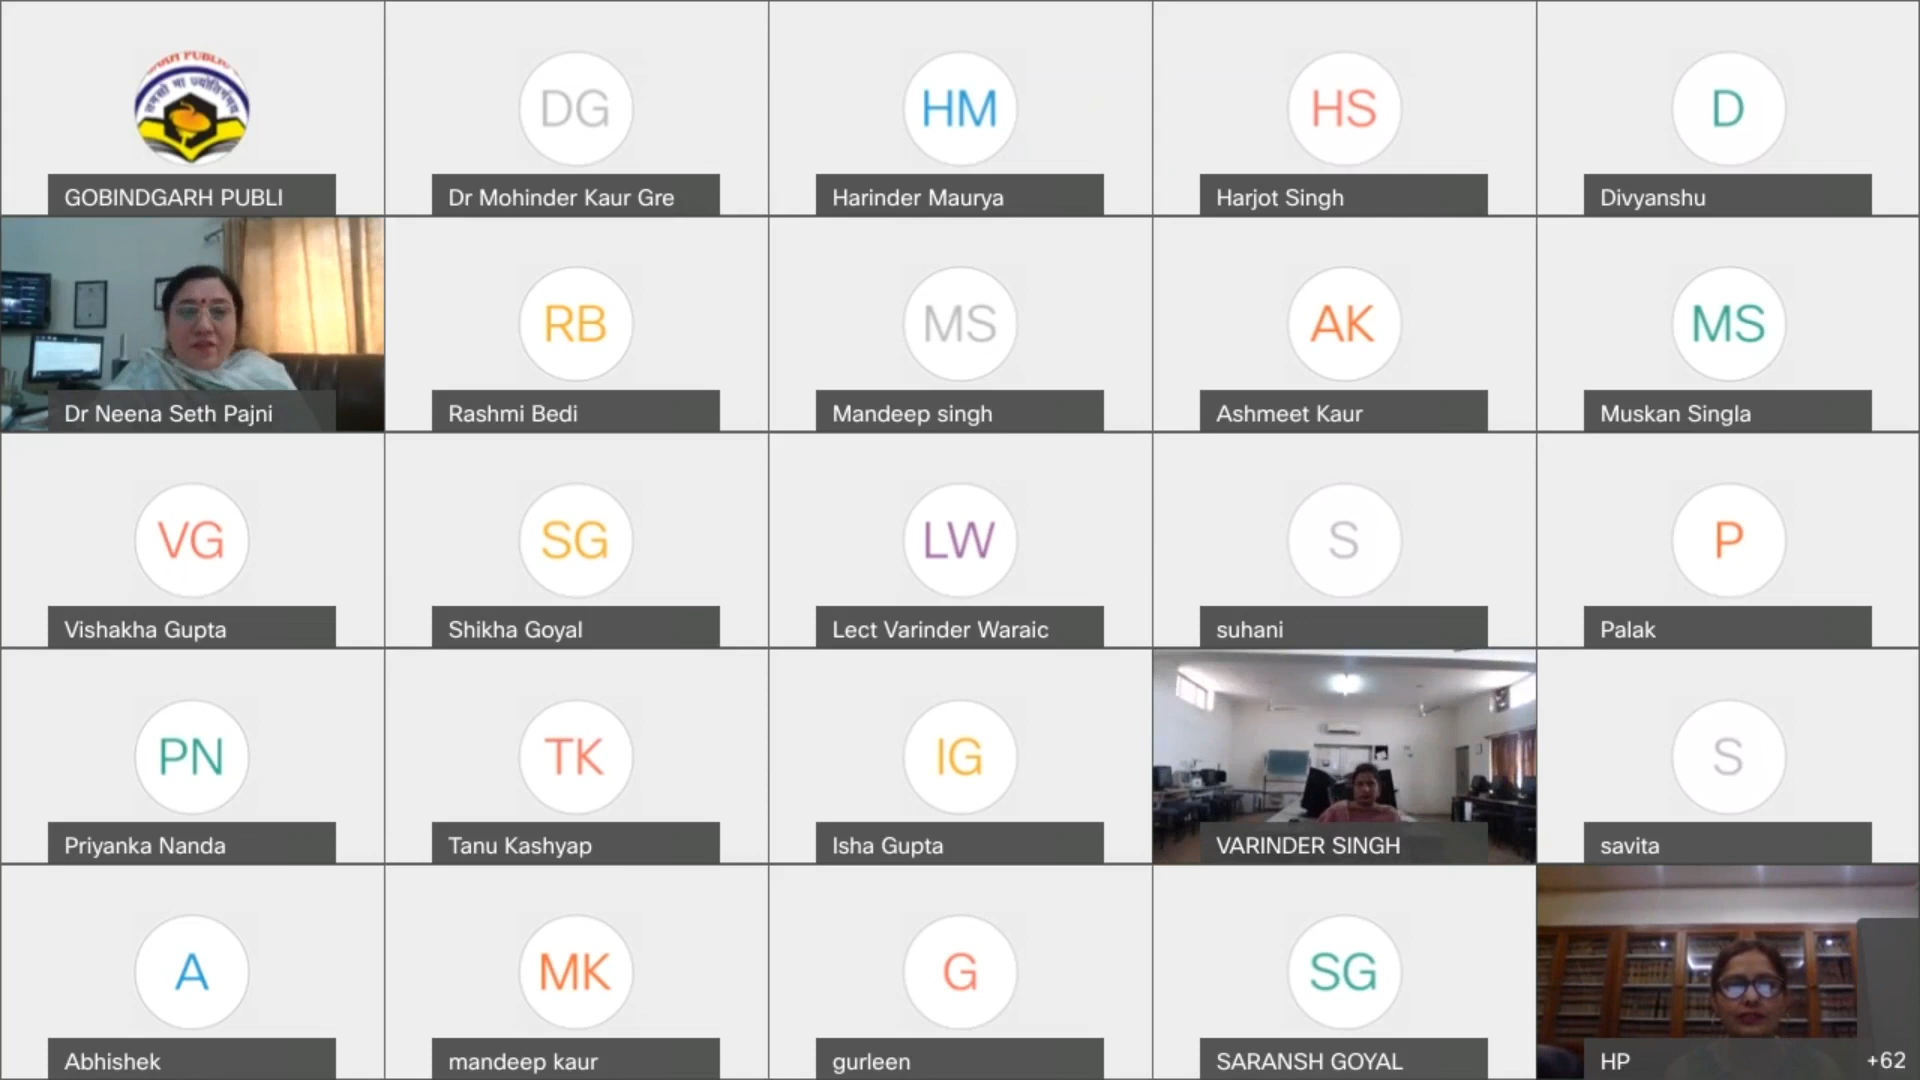 तमसो मा ज्योतिर्गमय
GOBINDGARH PUBLI
DG
Dr Mohinder Kaur Gre
HM
Harinder Maurya
HS
Harjot Singh
D
Divyanshu
Dr Neena Seth Pajni
RB
Rashmi Bedi
MS
Mandeep singh
AK
Ashmeet Kaur
MS
Muskan Singla
VG
Vishakha Gupta
SG
Shikha Goyal
LW
Lect Varinder Waraic
S
suhani
P
Palak
PN
Priyanka Nanda
TK
Tanu Kashyap
IG
Isha Gupta
VARINDER SINGH
S
savita
A
Abhishek
MK
mandeep kaur
G
gurleen
SG
SARANSH GOYAL
HP
+62